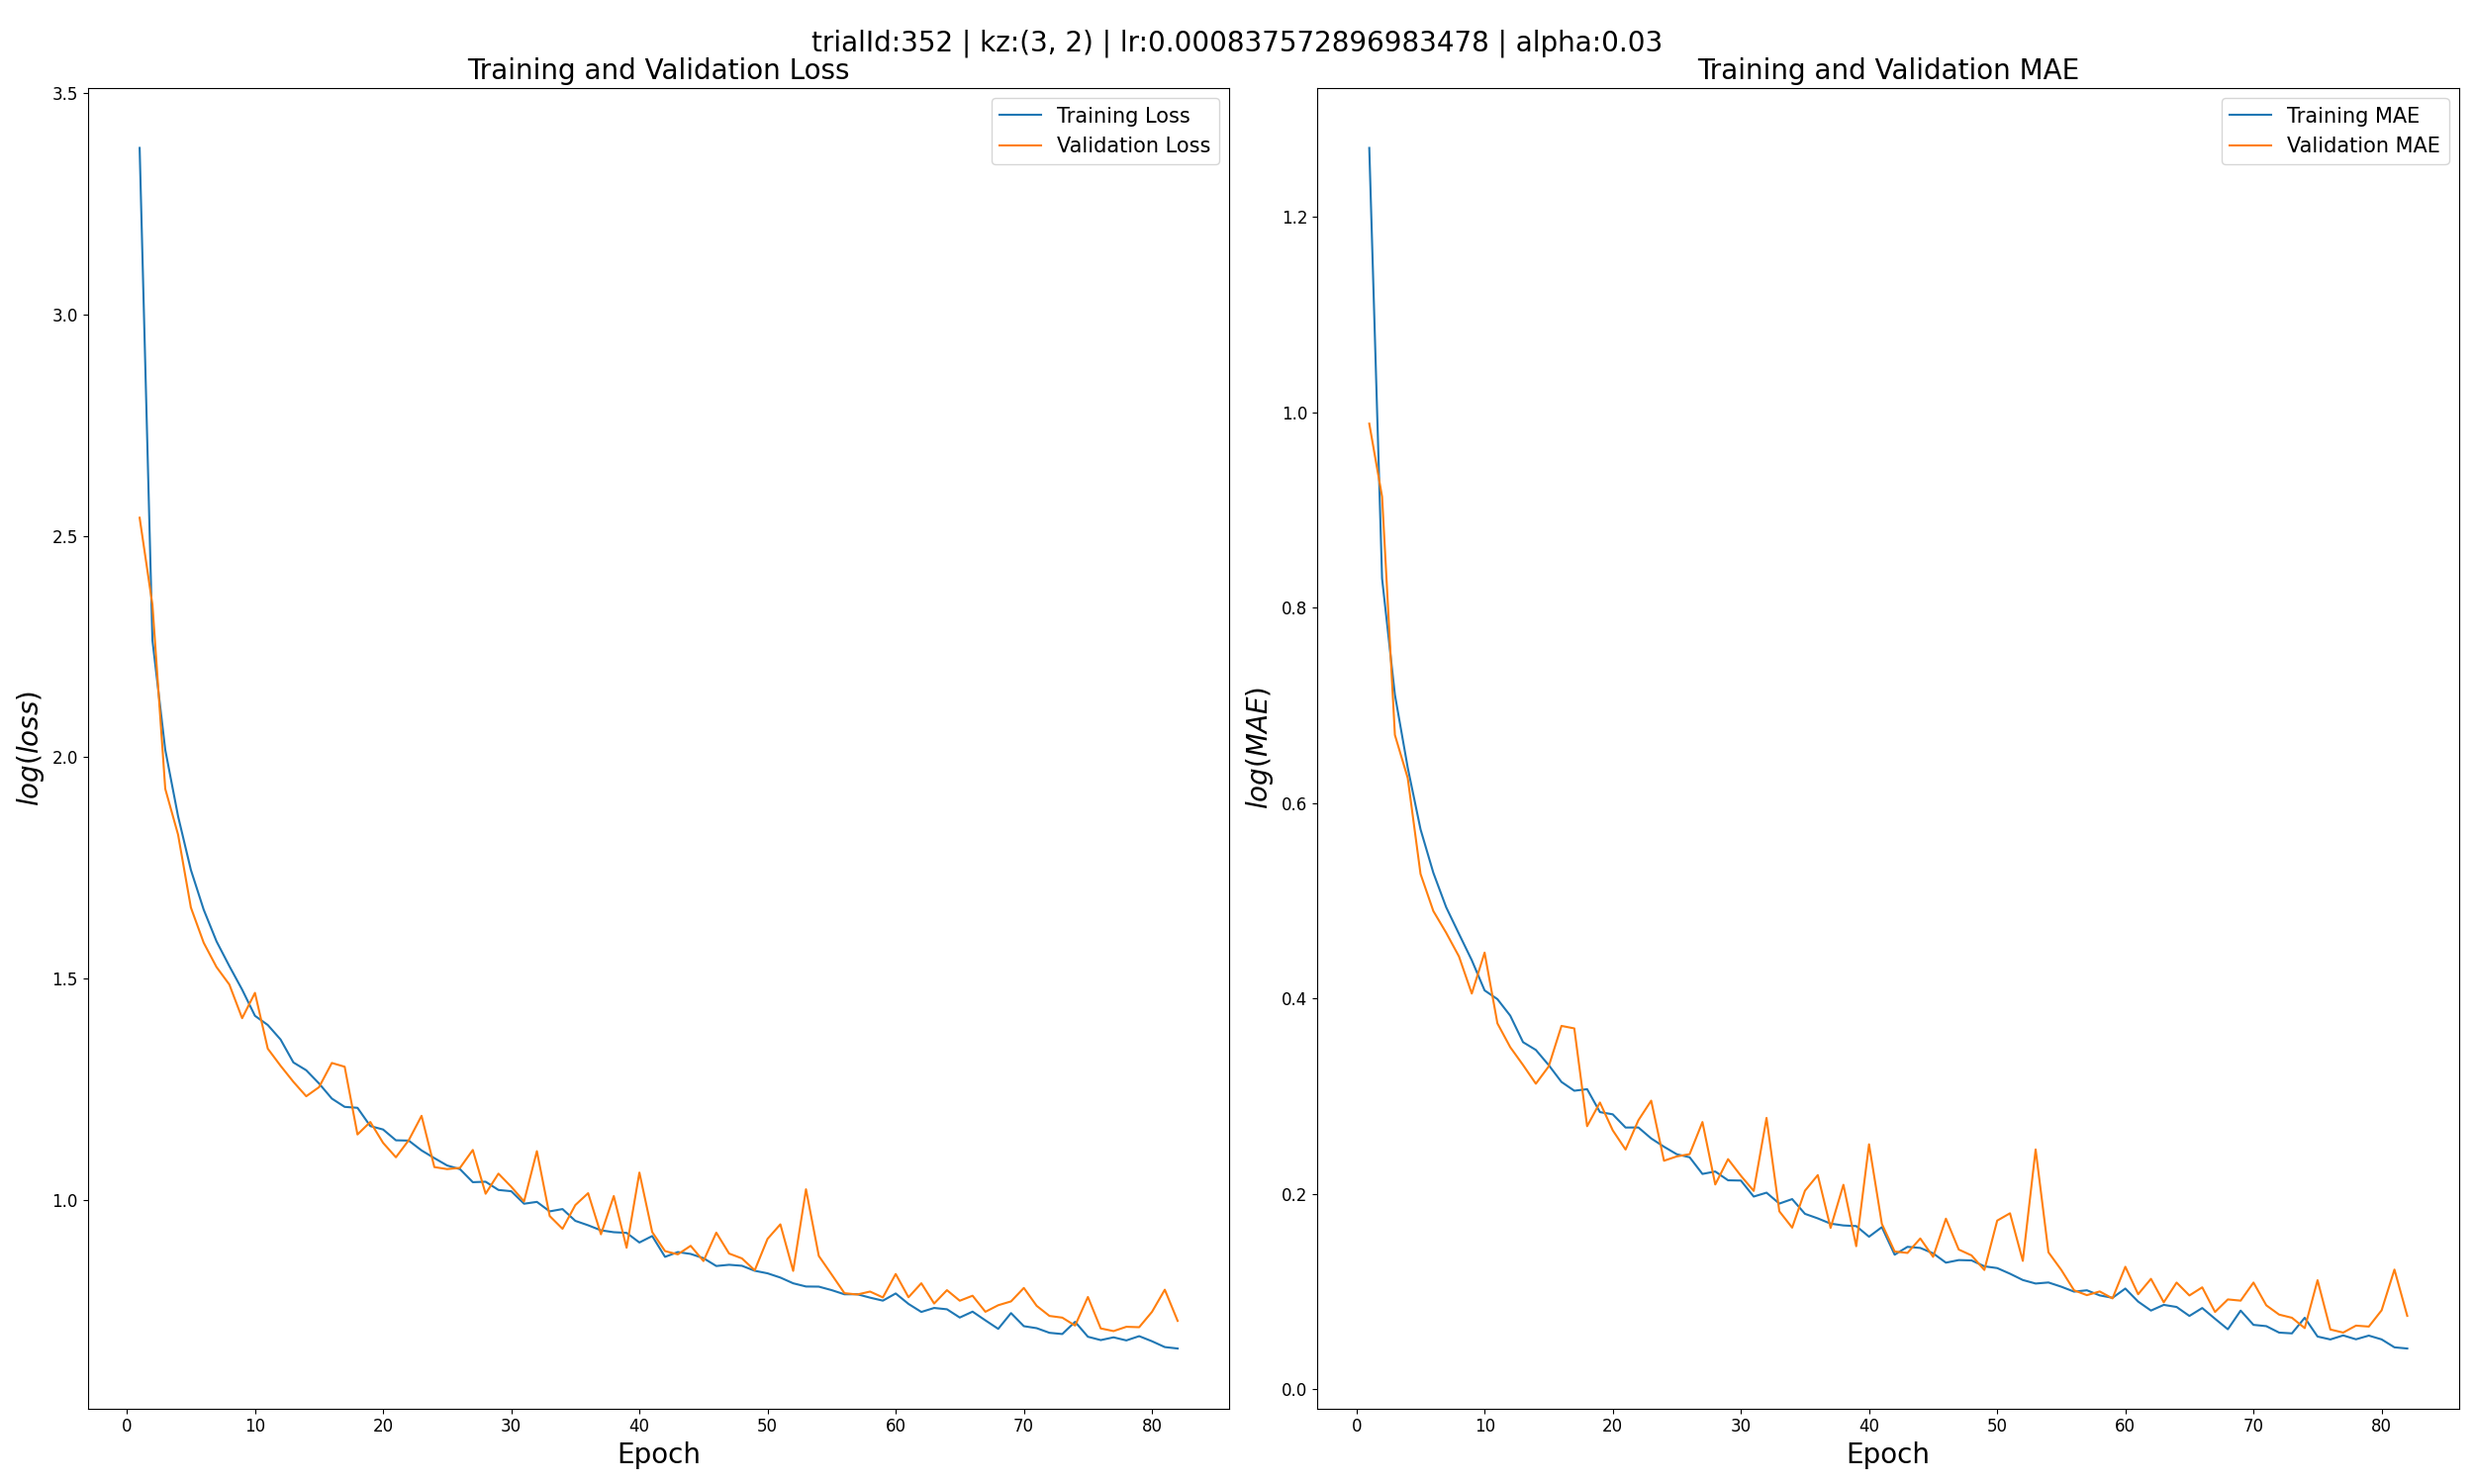 trialId:352 | kz:(3, 2) | lr:0.000837572896983478 | alpha:0.03
Training and Validation Loss
3.5
3.0
2.5
2.0
1.5
1.0
log(loss)
Training Loss
Validation Loss
0 10 20 30 40 50 60 70 80
Epoch
Training and Validation MAE
1.2
1.0
0.8
0.6
0.4
0.2
0.0
log(MAE)
Training MAE
Validation MAE
0 10 20 30 40 50 60 70 80
Epoch